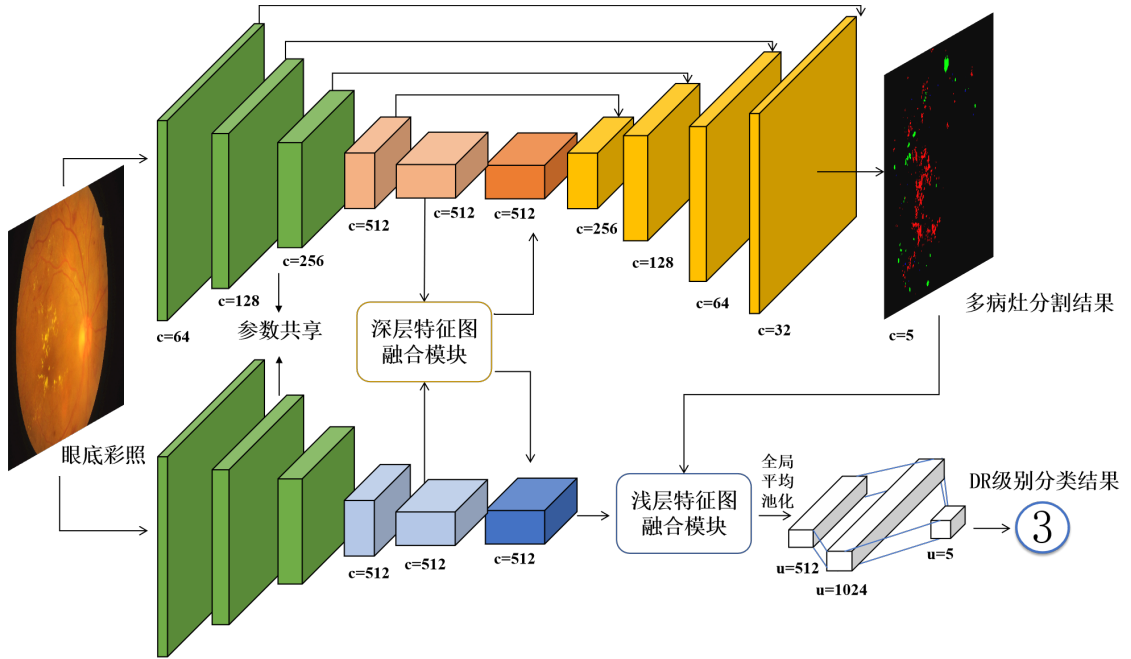 c=64
c=128
c=256
c=512
c=512
c=512
c=256
c=128
c=64
c=32
c=5
多病灶分割结果
参数共享
深层特征图
融合模块
眼底彩照
c=512
c=512
c=512
浅层特征图
融合模块
全局
平均
池化
u=512
u=1024
u=5
DR级别分类结果
3